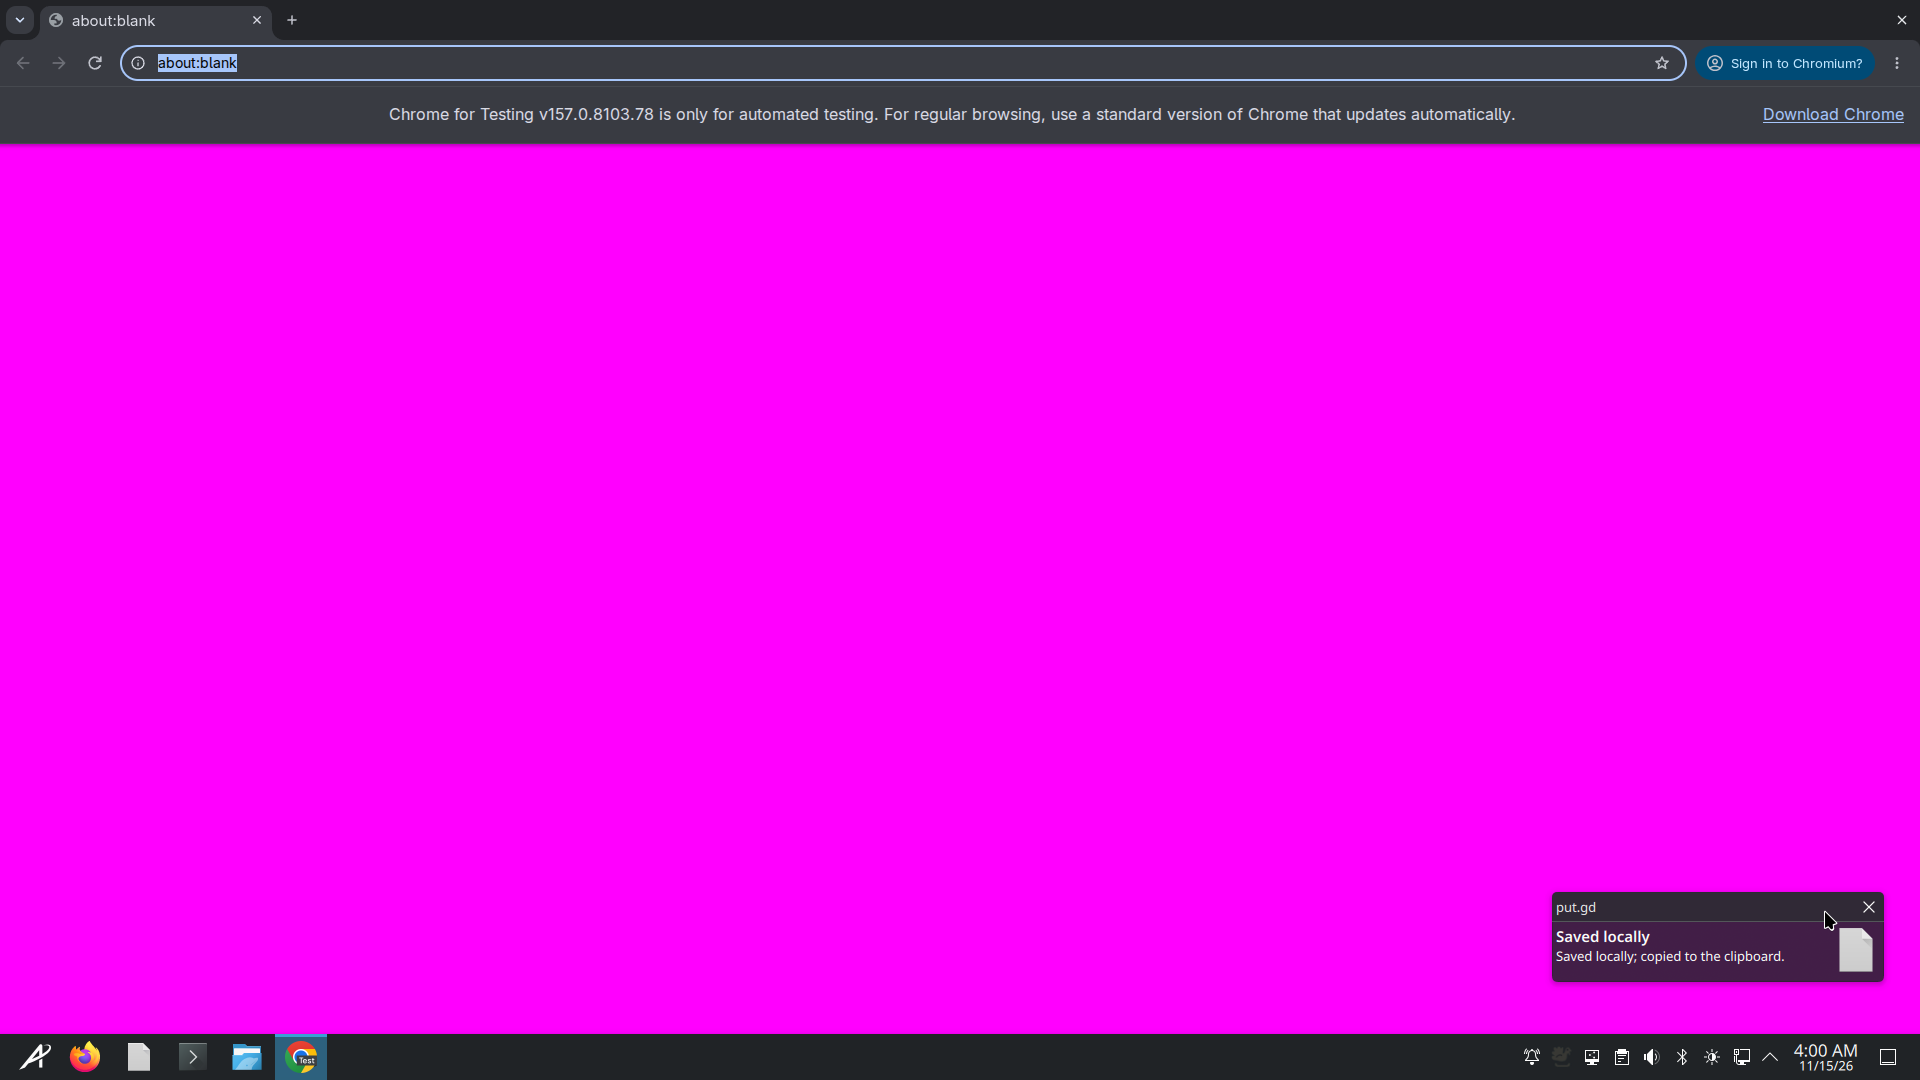 about:blank
about:blank
Sign in to Chromium?
Chrome for Testing v157.0.8103.78 is only for automated testing. For regular browsing, use a standard version of Chrome that updates automatically.
Download Chrome
put.gd
Saved locally
Saved locally; copied to the clipboard.
Test
4:00 AM
11/15/26